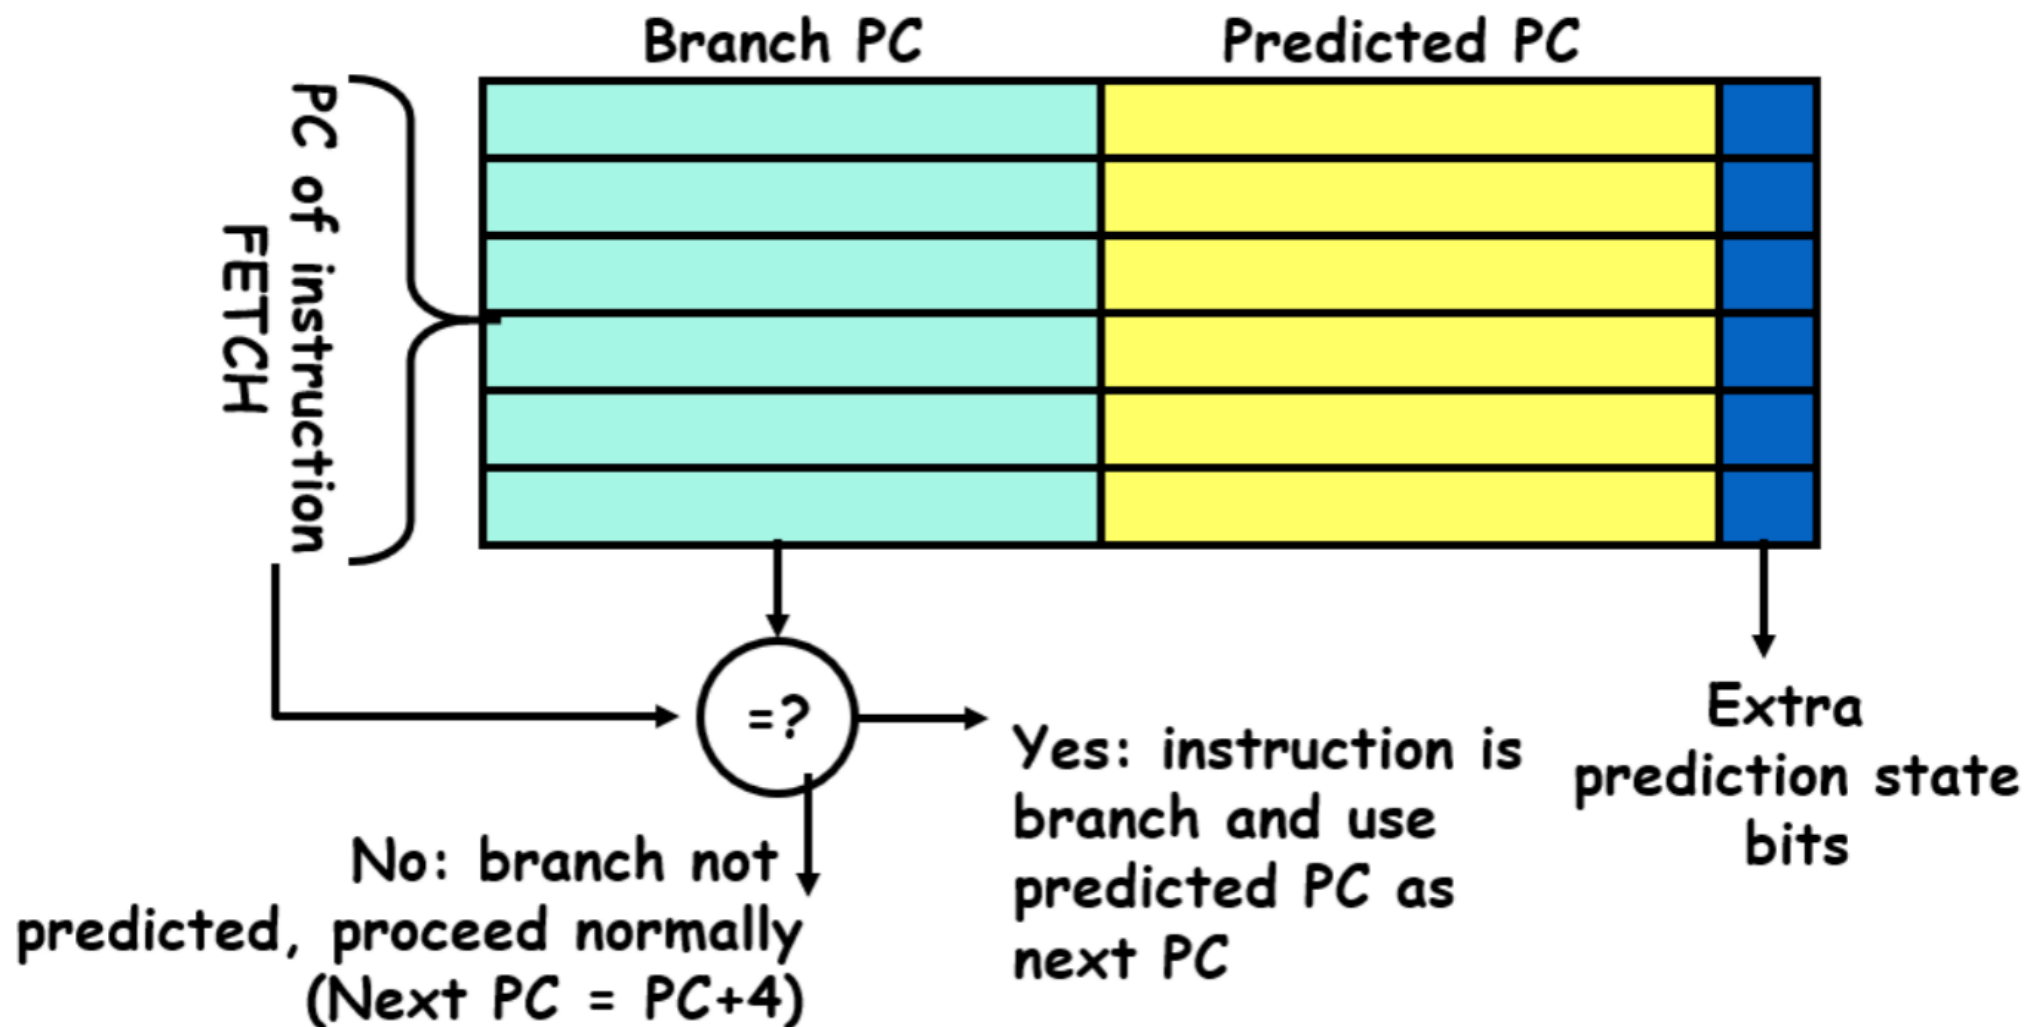 Branch PC
Predicted PC
PC of instruction
FETCH
=?
Yes: instruction is
branch and use
predicted PC as
next PC
Extra
prediction state
bits
No: branch not
predicted, proceed normally
(Next PC = PC+4)